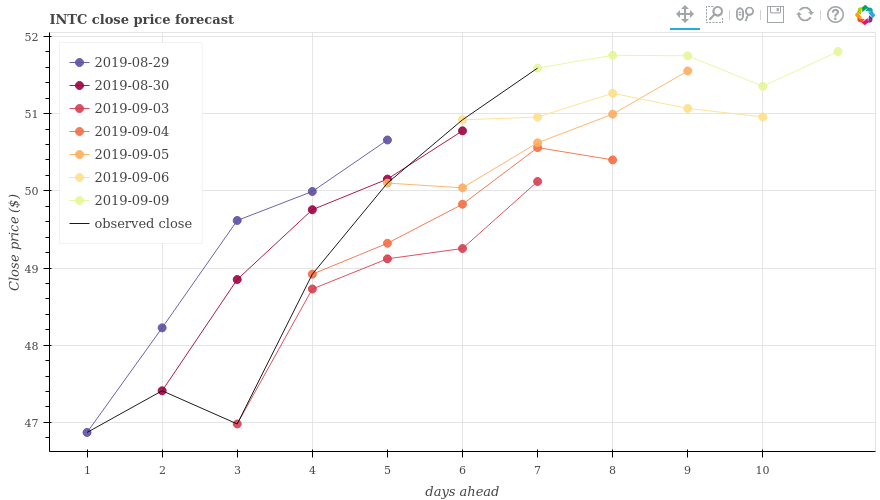 INTC close price forecast
52
51
50
49
48
47
Close price ($)
2019-08-29
2019-08-30
2019-09-03
2019-09-04
2019-09-05
2019-09-06
2019-09-09
observed close
1 2 3 4 5 6 7 8 9 10
days ahead